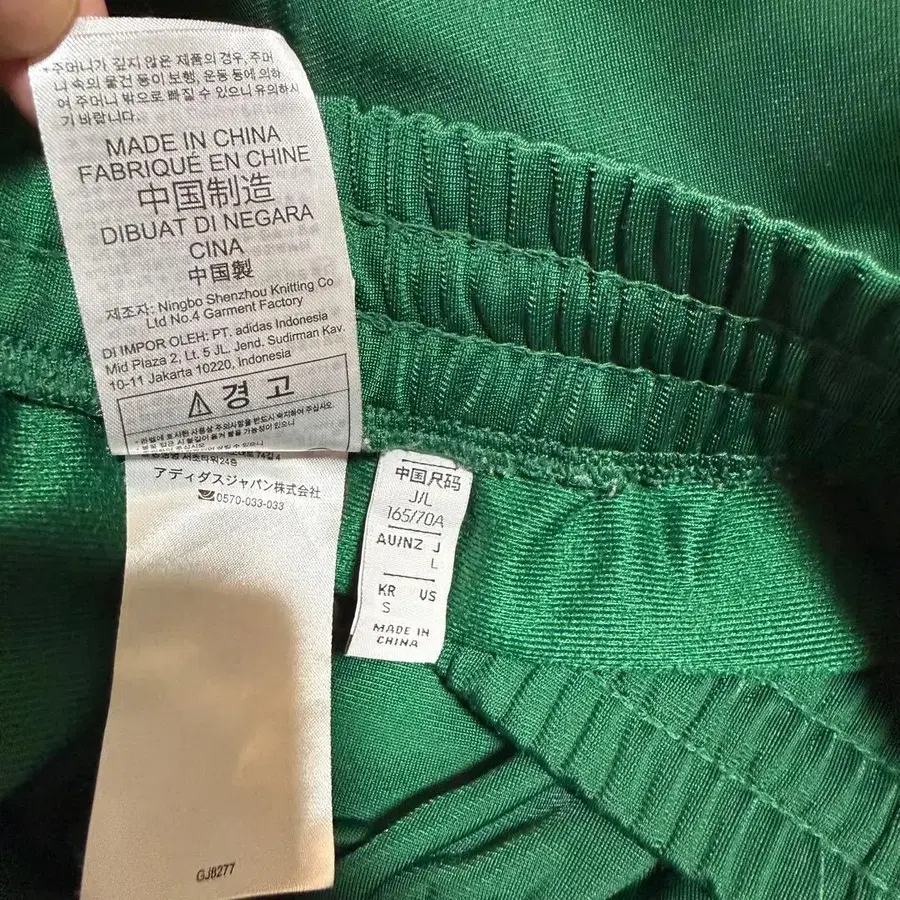 *주머니가 깊지 않은 제품의 경우, 주머
니 속의 물건 등이 보행, 운동 등에 의하
여 주머니 밖으로 빠질 수 있으니 유의하시
기 바랍니다.
MADE IN CHINA
FABRIQUÉ EN CHINE
中国制造
DIBUAT DI NEGARA
CINA
中国製
제조자: Ningbo Shenzhou Knitting Co
Ltd No.4 Garment Factory
DI IMPOR OLEH: PT. adidas Indonesia
Mid Plaza 2, Lt. 5 JL. Jend. Sudirman Kav.
10-11 Jakarta 10220, Indonesia
경 고
서초타워24층
アディダスジャパン株式会社
0570-033-033
GJ8277
中国尺码
J/L
165/70A
AU/NZ J
L
KR US
S
MADE IN
CHINA